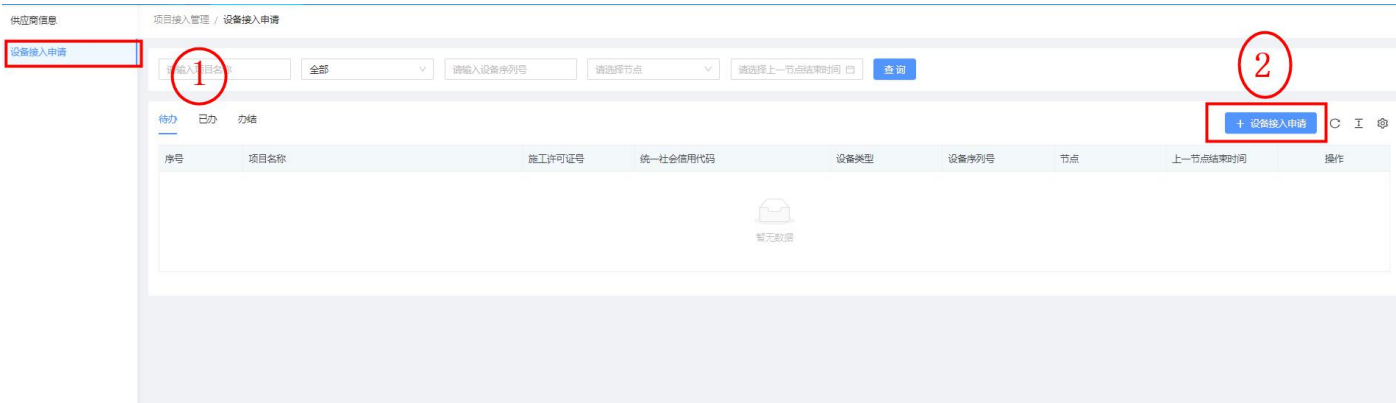 供应商信息
项目接入管理 / 设备接入申请
设备接入申请
请输入项目名称 全部 请输入设备序列号 请选择节点 请选择上一节点结束时间 查询
1
2
待办 已办 办结
+ 设备接入申请
序号 项目名称 施工许可证号 统一社会信用代码 设备类型 设备序列号 节点 上一节点结束时间 操作
暂无数据